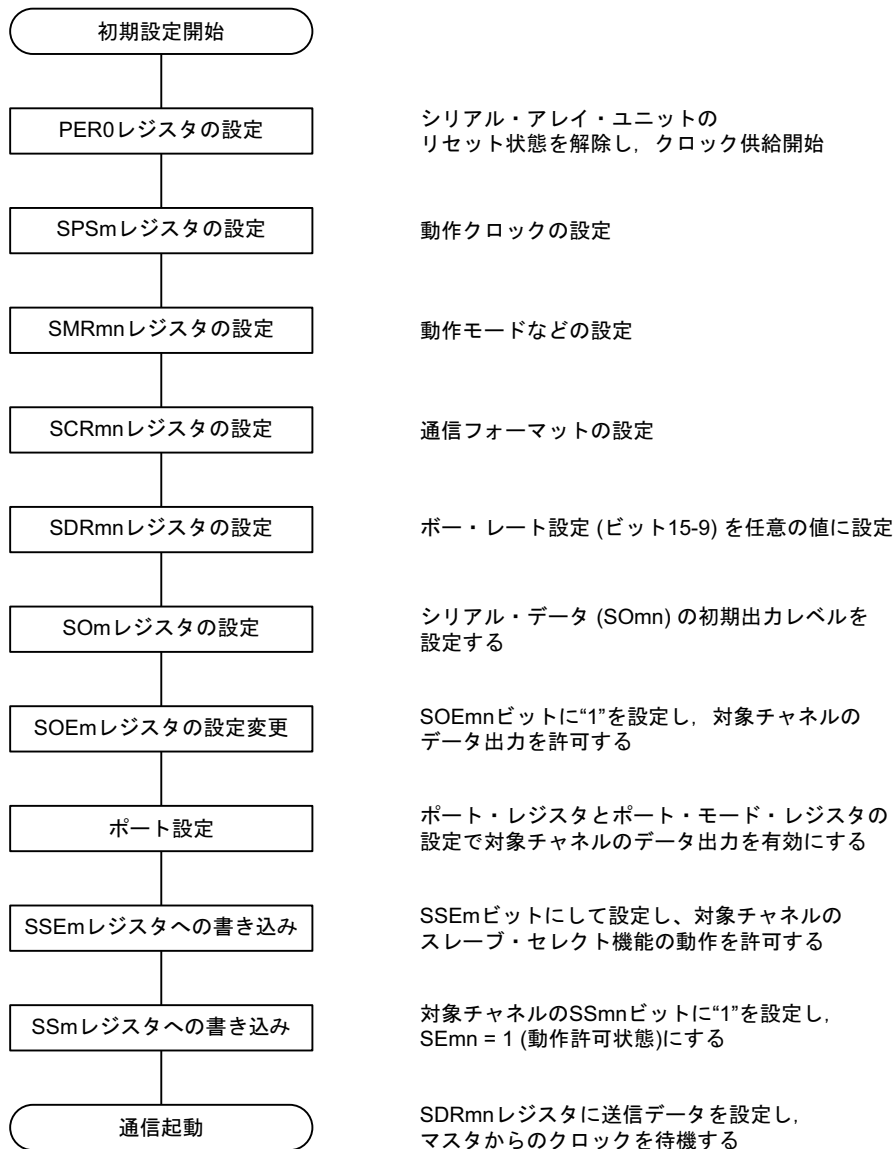 初期設定開始
PER0レジスタの設定
シリアル・アレイ・ユニットの
リセット状態を解除し，クロック供給開始
SPSmレジスタの設定
動作クロックの設定
SMRmnレジスタの設定
動作モードなどの設定
SCRmnレジスタの設定
通信フォーマットの設定
SDRmnレジスタの設定
ボー・レート設定 (ビット15-9) を任意の値に設定
SOmレジスタの設定
シリアル・データ (SOmn) の初期出力レベルを
設定する
SOEmレジスタの設定変更
SOEmnビットに“1”を設定し，対象チャネルの
データ出力を許可する
ポート設定
ポート・レジスタとポート・モード・レジスタの
設定で対象チャネルのデータ出力を有効にする
SSEmレジスタへの書き込み
SSEmビットにして設定し、対象チャネルの
スレーブ・セレクト機能の動作を許可する
SSmレジスタへの書き込み
対象チャネルのSSmnビットに“1”を設定し，
SEmn = 1 (動作許可状態)にする
通信起動
SDRmnレジスタに送信データを設定し，
マスタからのクロックを待機する